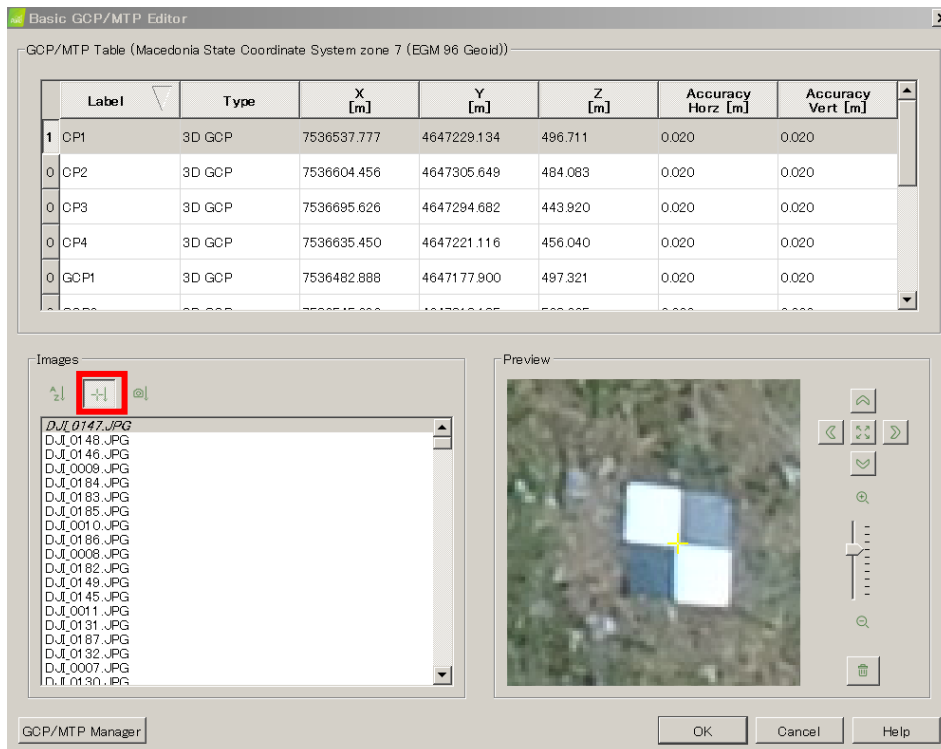 Basic GCP/MTP Editor
GCP/MTP Table (Macedonia State Coordinate System zone 7 (EGM 96 Geoid))
Label Type X [m] Y [m] Z [m] Accuracy Horz [m] Accuracy Vert [m]
1 CP1 3D GCP 7536537.777 4647229.134 496.711 0.020 0.020
0 CP2 3D GCP 7536604.456 4647305.649 484.083 0.020 0.020
0 CP3 3D GCP 7536695.626 4647294.682 443.920 0.020 0.020
0 CP4 3D GCP 7536635.450 4647221.116 456.040 0.020 0.020
0 GCP1 3D GCP 7536482.888 4647177.900 497.321 0.020 0.020
Images
DJI_0147.JPG
DJI_0148.JPG
DJI_0146.JPG
DJI_0009.JPG
DJI_0184.JPG
DJI_0183.JPG
DJI_0185.JPG
DJI_0010.JPG
DJI_0186.JPG
DJI_0008.JPG
DJI_0182.JPG
DJI_0149.JPG
DJI_0145.JPG
DJI_0011.JPG
DJI_0131.JPG
DJI_0187.JPG
DJI_0132.JPG
DJI_0007.JPG
DJI_0130.JPG
Preview
GCP/MTP Manager
OK Cancel Help